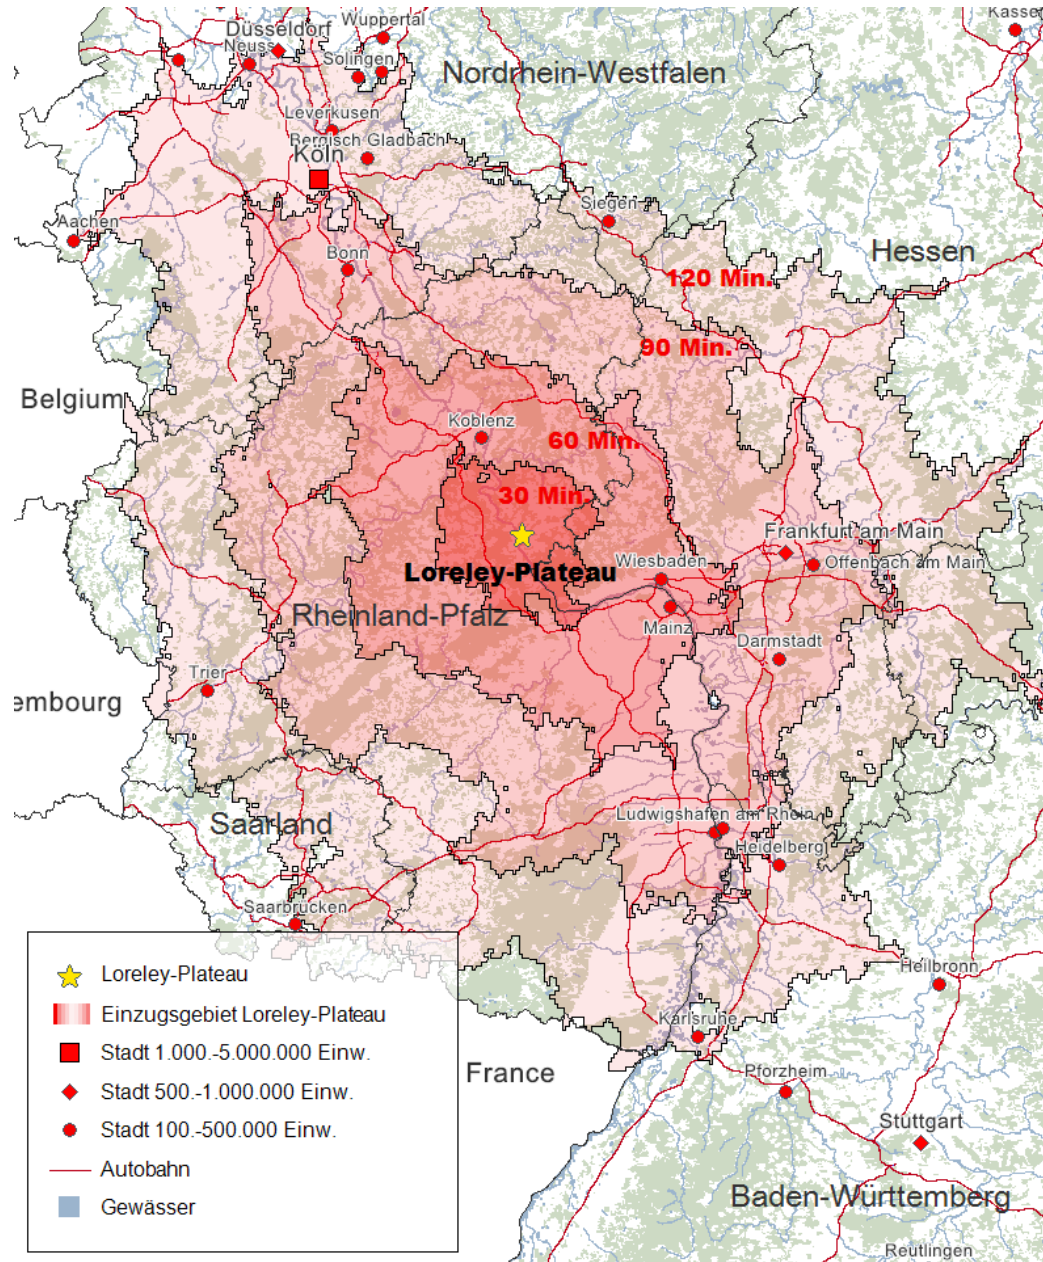 Kasse
Wuppertal
Düsseldorf
Neuss
Solingen
Nordrhein-Westfalen
Leverkusen
Bergisch Gladbach
Köln
Siegen
Aachen
Hessen
Bonn
120 Min.
90 Min.
Belgium
Koblenz
60 Min.
30 Min.
Frankfurt am Main
Wiesbaden
Offenbach am Main
Loreley-Plateau
Rheinland-Pfalz
Mainz
Darmstadt
Trier
embourg
Saarland
Ludwigshafen am Rhein
Heidelberg
Saarbrücken
Heilbronn
Karlsruhe
France
Pforzheim
Stuttgart
Baden-Württemberg
Reutlingen
Loreley-Plateau
Einzugsgebiet Loreley-Plateau
Stadt 1.000.-5.000.000 Einw.
Stadt 500.-1.000.000 Einw.
Stadt 100.-500.000 Einw.
Autobahn
Gewässer